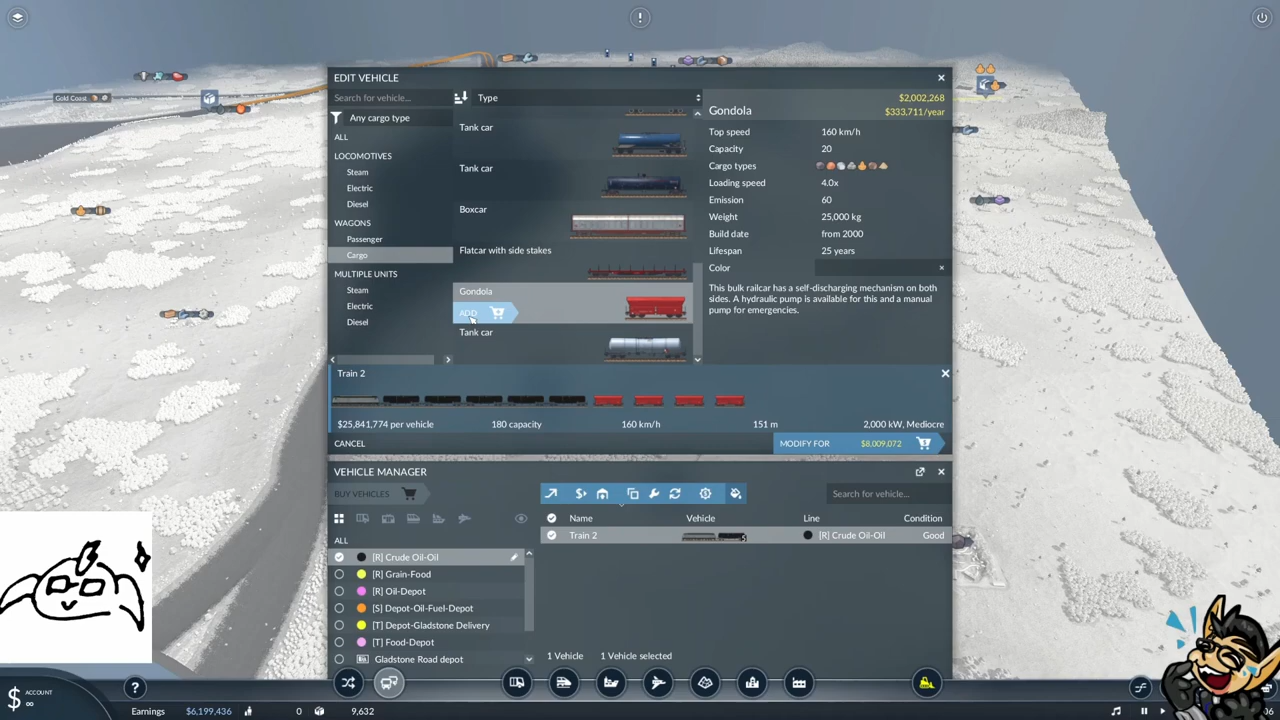 Gold Coast
EDIT VEHICLE
Search for vehicle...
Type
Any cargo type
ALL
LOCOMOTIVES
Steam
Electric
Diesel
WAGONS
Passenger
Cargo
MULTIPLE UNITS
Steam
Electric
Diesel
Tank car
Tank car
Boxcar
Flatcar with side stakes
Gondola
ADD
Tank car
$2,002,268
Gondola
$333,711/year
Top speed 160 km/h
Capacity 20
Cargo types
Loading speed 4.0x
Emission 60
Weight 25,000 kg
Build date from 2000
Lifespan 25 years
Color
This bulk railcar has a self-discharging mechanism on both
sides. A hydraulic pump is available for this and a manual
pump for emergencies.
Train 2
$25,841,774 per vehicle 180 capacity 160 km/h 151 m 2,000 kW, Mediocre
CANCEL
MODIFY FOR $8,009,072
VEHICLE MANAGER
BUY VEHICLES
Search for vehicle...
Name Vehicle Line Condition
Train 2 [R] Crude Oil-Oil Good
ALL
[R] Crude Oil-Oil
[R] Grain-Food
[R] Oil-Depot
[S] Depot-Oil-Fuel-Depot
[T] Depot-Gladstone Delivery
[T] Food-Depot
Gladstone Road depot
1 Vehicle 1 Vehicle selected
$ ACCOUNT
∞
?
Earnings $6,199,436 0 9,632
06